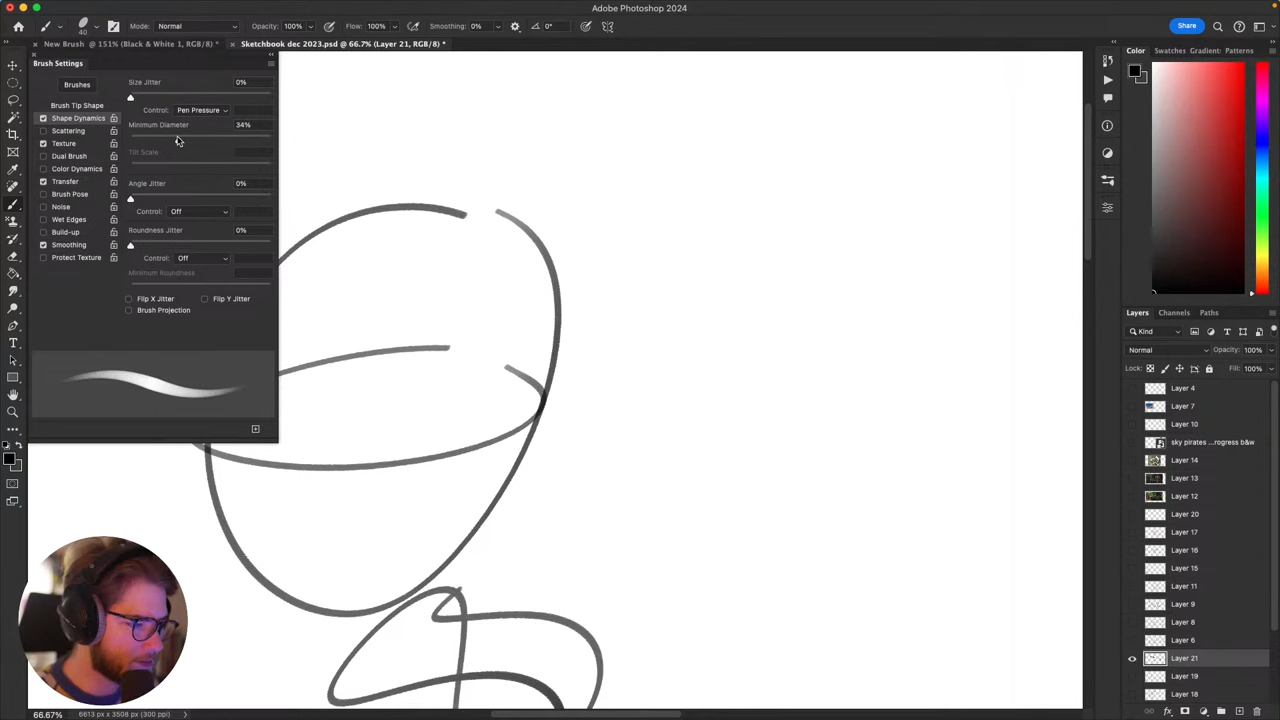 Adobe Photoshop 2024
40
Mode: Normal
Opacity: 100%
Flow: 100%
Smoothing: 0%
0°
Share
New Brush @ 151% (Black & White 1, RGB/8) *
Sketchbook dec 2023.psd @ 66.7% (Layer 21, RGB/8) *
Brush Settings
Brushes
Brush Tip Shape
Shape Dynamics
Scattering
Texture
Dual Brush
Color Dynamics
Transfer
Brush Pose
Noise
Wet Edges
Build-up
Smoothing
Protect Texture
Size Jitter 0%
Control: Pen Pressure
Minimum Diameter 34%
Tilt Scale
Angle Jitter 0%
Control: Off
Roundness Jitter 0%
Control: Off
Minimum Roundness
Flip X Jitter Flip Y Jitter
Brush Projection
Color Swatches Gradient: Patterns
Layers Channels Paths
Kind
Normal Opacity: 100%
Lock: Fill: 100%
Layer 4
Layer 7
Layer 10
sky pirates ...rogress b&w
Layer 14
Layer 13
Layer 12
Layer 20
Layer 17
Layer 16
Layer 15
Layer 11
Layer 9
Layer 8
Layer 6
Layer 21
Layer 19
Layer 18
66.67% 6613 px x 3508 px (300 ppi)